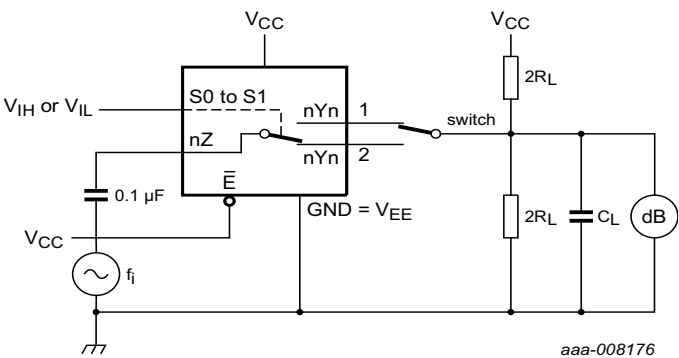 VCC
VCC
VIH or VIL
S0 to S1
nYn
1
switch
2RL
nZ
nYn
2
0.1 µF
E̅
GND = VEE
2RL
CL
dB
VCC
fi
aaa-008176